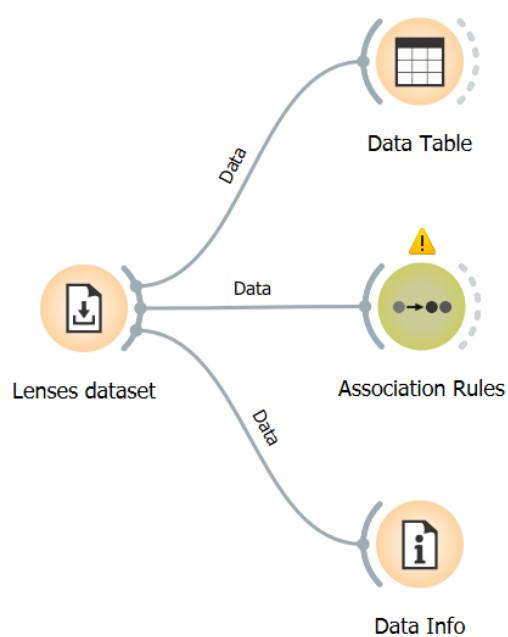 Data Table
Data
Data
Lenses dataset
Association Rules
Data
Data Info